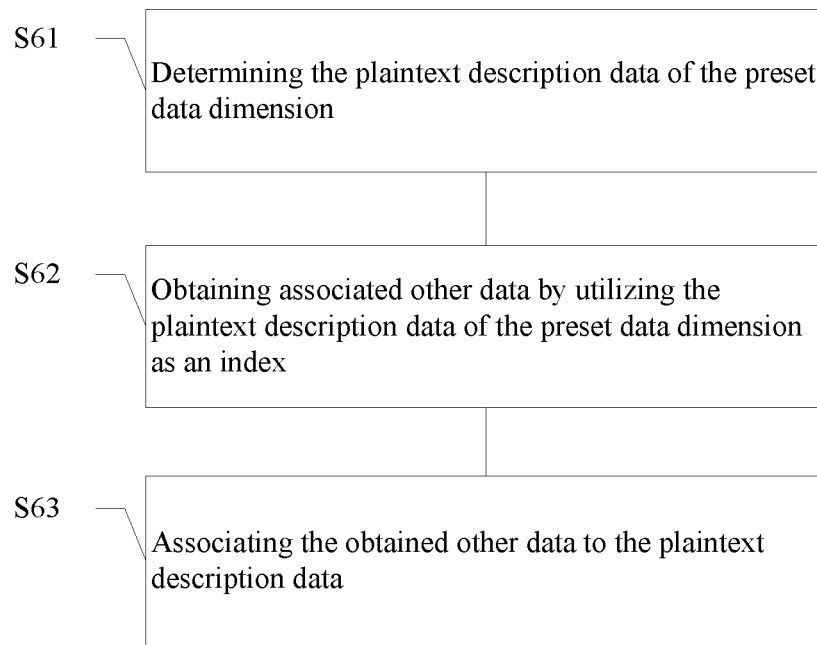 S61
Determining the plaintext description data of the preset
data dimension
S62
Obtaining associated other data by utilizing the
plaintext description data of the preset data dimension
as an index
S63
Associating the obtained other data to the plaintext
description data